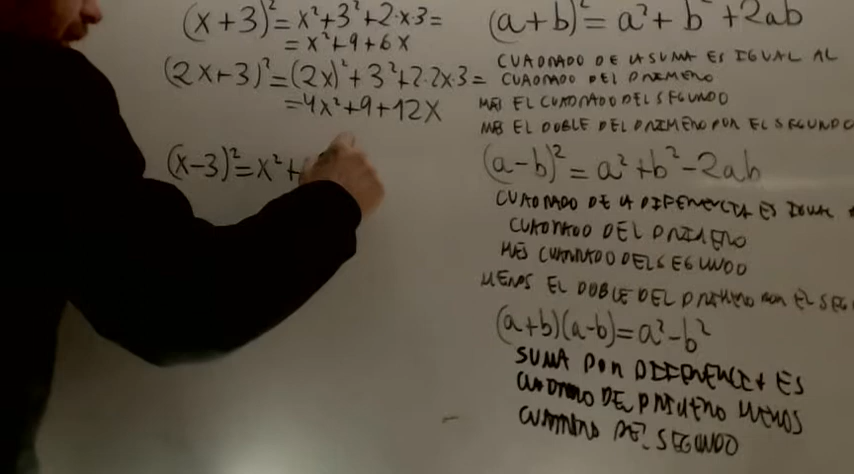 (x+3)² = x²+3²+2·x·3=
= x²+9+6x
(2x+3)²=(2x)²+3²+2·2x·3=
=4x²+9+12x
(x-3)²=x²+
(a+b)²= a²+ b² +2ab
CUADRADO DE LA SUMA ES IGUAL AL
CUADRADO DEL PRIMERO
MAS EL CUADRADO DEL SEGUNDO
MAS EL DOBLE DEL PRIMERO POR EL SEGUNDO
(a-b)² = a²+b²-2ab
CUADRADO DE LA DIFERENCIA ES IGUAL
CUADRADO DEL PRIMERO
MÁS CUADRADO DEL SEGUNDO
MENOS EL DOBLE DEL PRIMERO POR EL SEG
(a+b)(a-b)=a²-b²
SUMA POR DIFERENCIA ES
CUADRADO DEL PRIMERO MENOS
CUADRADO DEL SEGUNDO